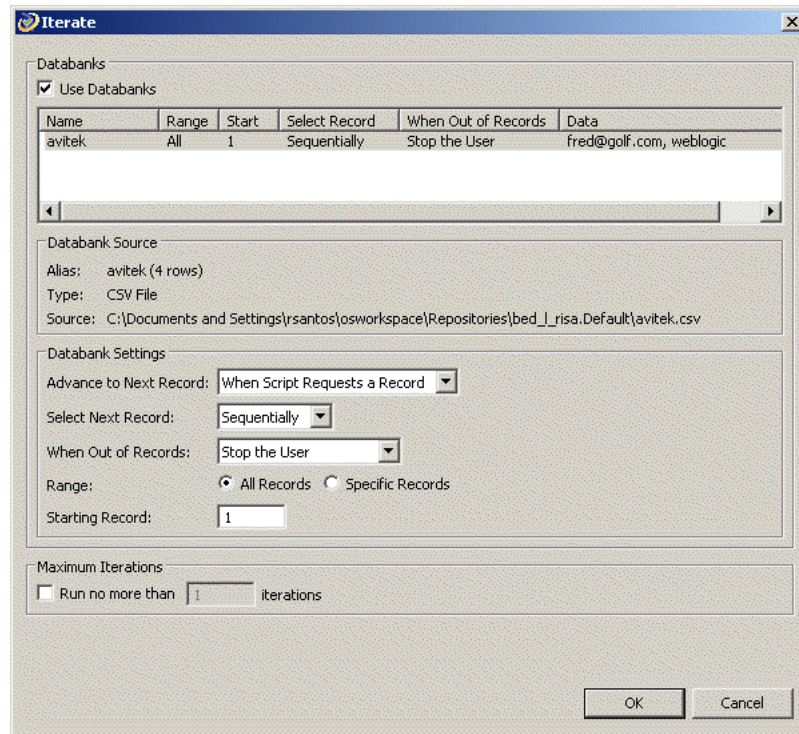 Iterate
Databanks
Use Databanks
Name Range Start Select Record When Out of Records Data
avitek All 1 Sequentially Stop the User fred@golf.com, weblogic
Databank Source
Alias: avitek (4 rows)
Type: CSV File
Source: C:\Documents and Settings\rsantos\osworkspace\Repositories\bed_l_risa.Default\avitek.csv
Databank Settings
Advance to Next Record: When Script Requests a Record
Select Next Record: Sequentially
When Out of Records: Stop the User
Range: All Records Specific Records
Starting Record: 1
Maximum Iterations
Run no more than 1 iterations
OK Cancel